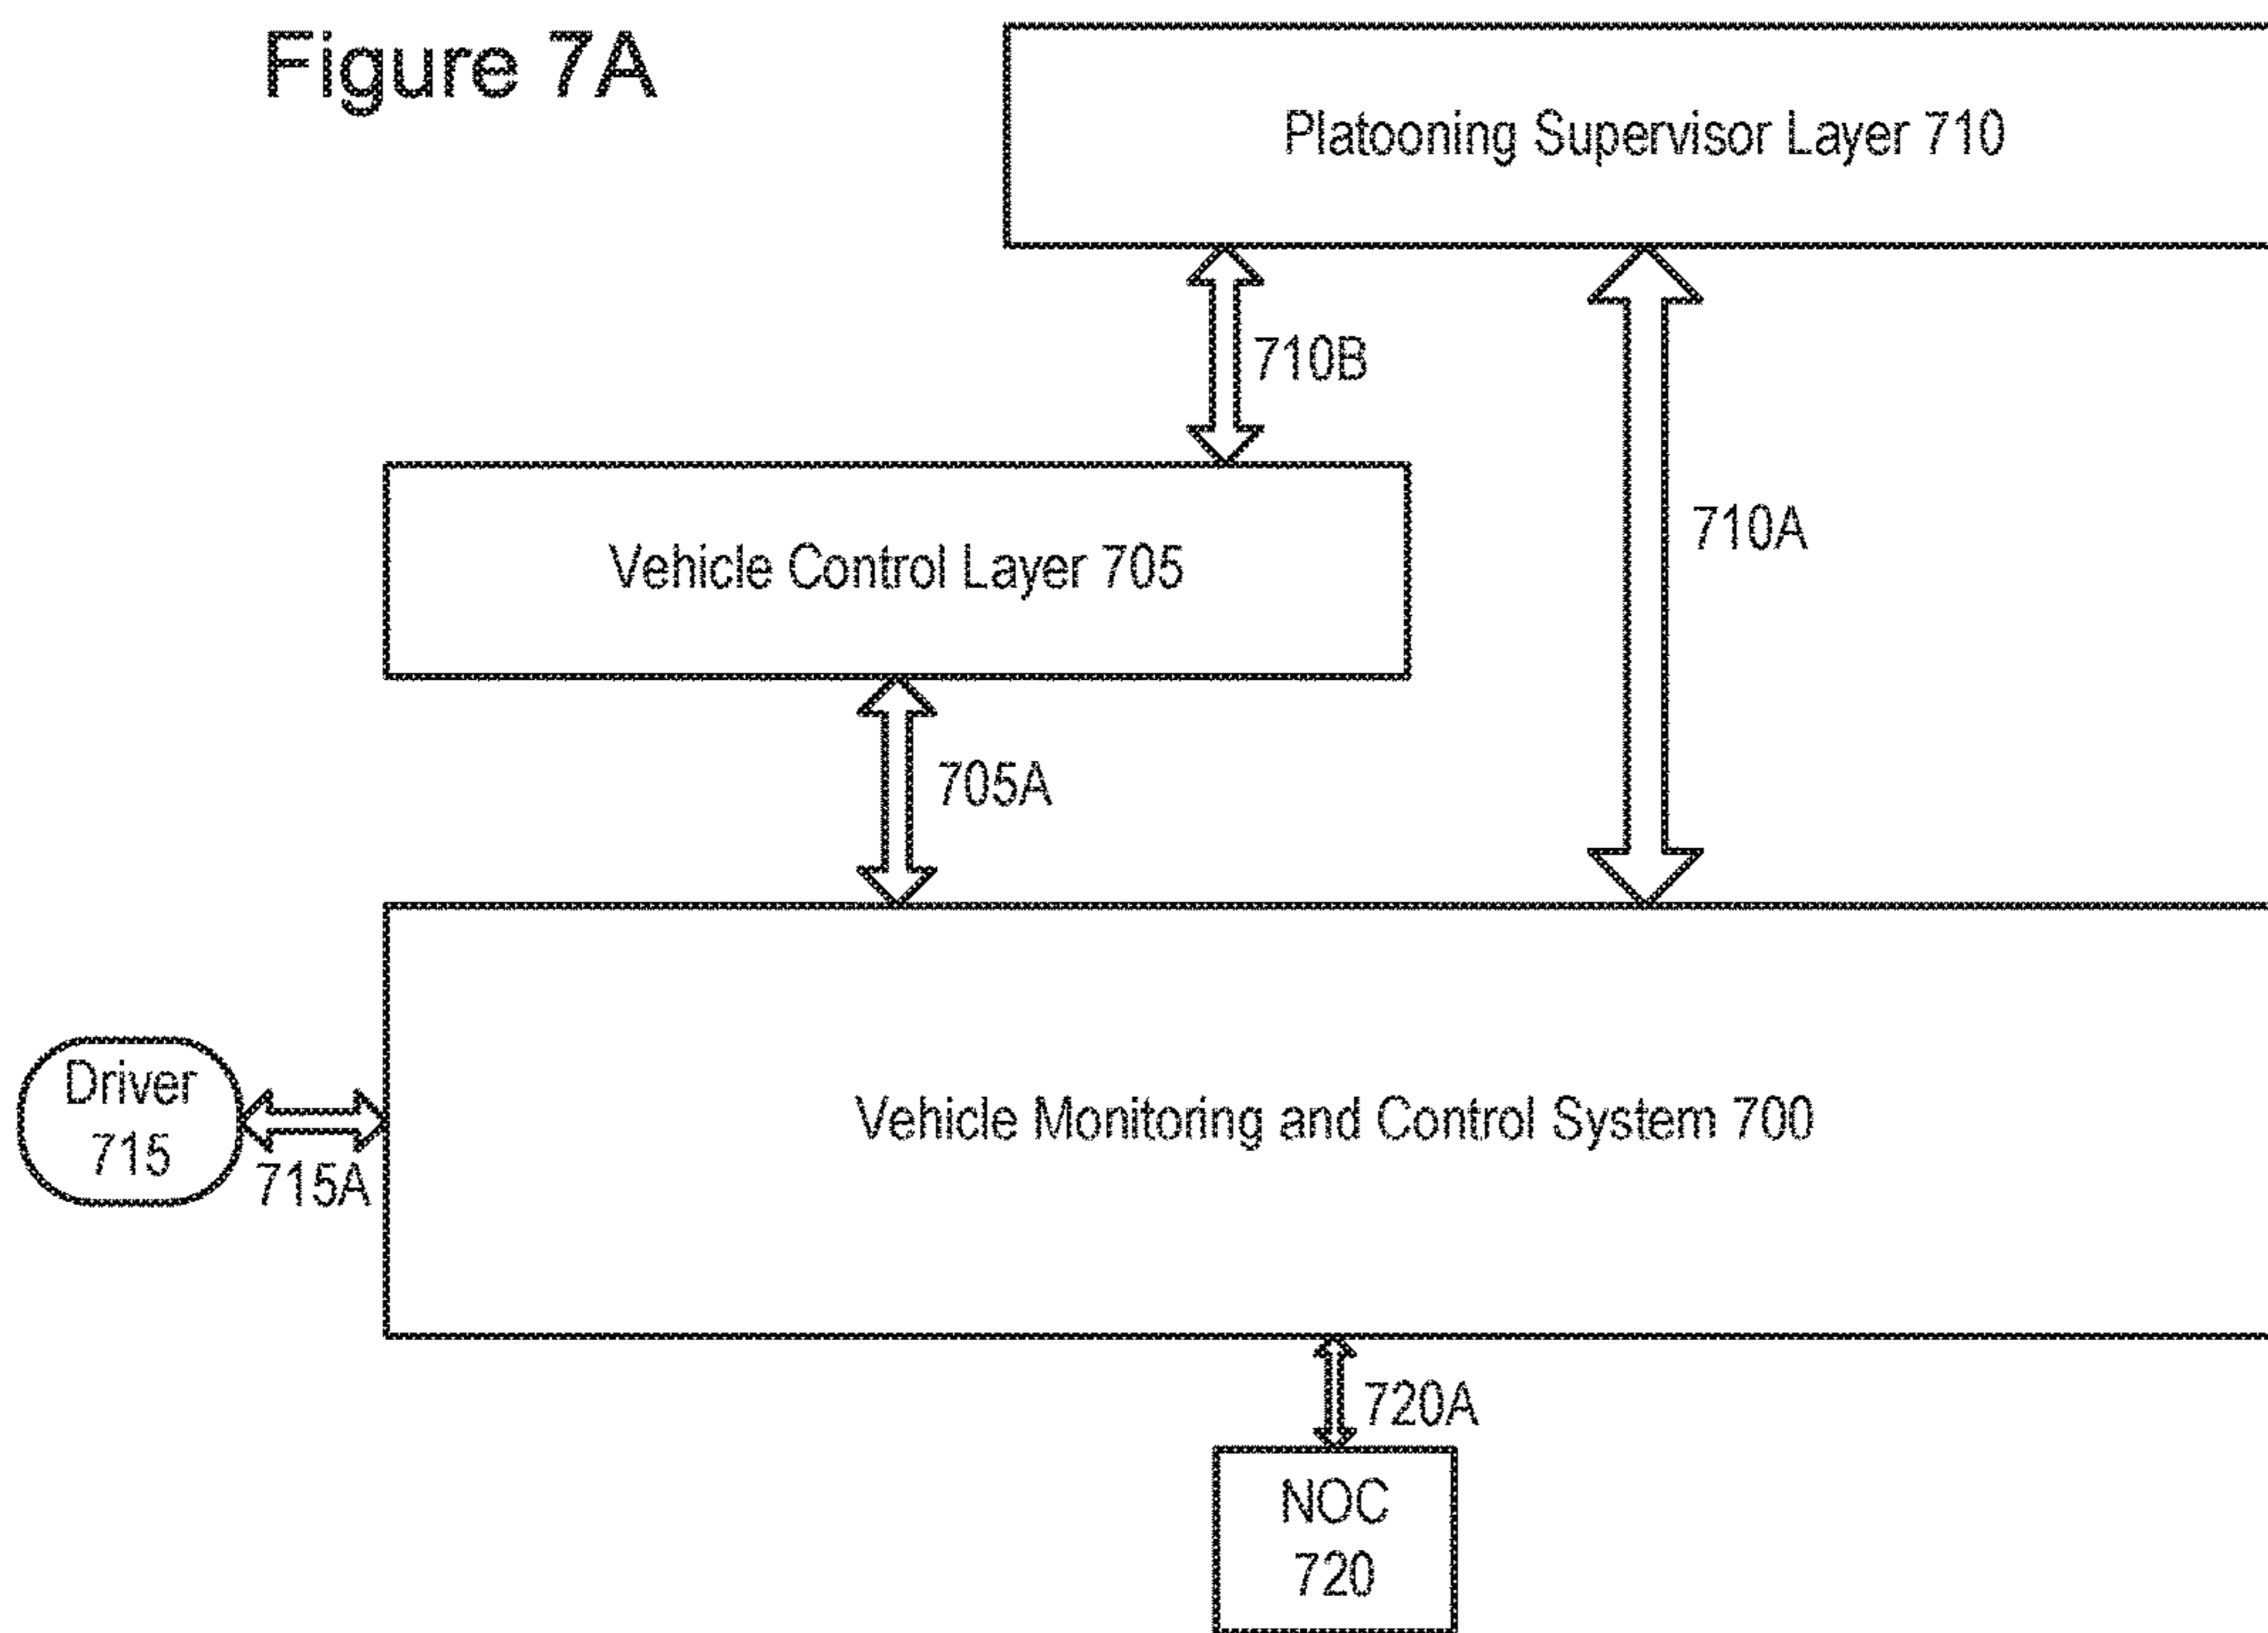 Figure 7A
Platooning Supervisor Layer 710
710B
710A
Vehicle Control Layer 705
705A
Driver
715
715A
Vehicle Monitoring and Control System 700
720A
NOC
720